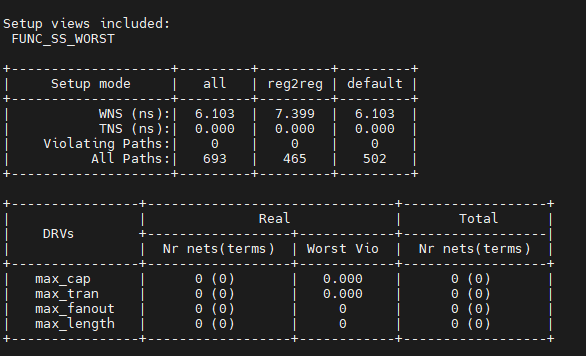 Setup views included:
 FUNC_SS_WORST

+--------------------+---------+---------+---------+
|     Setup mode     |   all   | reg2reg | default |
+--------------------+---------+---------+---------+
|           WNS (ns):|  6.103  |  7.399  |  6.103  |
|           TNS (ns):|  0.000  |  0.000  |  0.000  |
|    Violating Paths:|    0    |    0    |    0    |
|          All Paths:|   693   |   465   |   502   |
+--------------------+---------+---------+---------+

+----------------+-------------------------------+------------------+
|                |              Real             |       Total      |
|    DRVs        +------------------+------------+------------------|
|                |  Nr nets(terms)  | Worst Vio  |  Nr nets(terms)  |
+----------------+------------------+------------+------------------+
|   max_cap      |      0 (0)       |   0.000    |      0 (0)       |
|   max_tran     |      0 (0)       |   0.000    |      0 (0)       |
|   max_fanout   |      0 (0)       |     0      |      0 (0)       |
|   max_length   |      0 (0)       |     0      |      0 (0)       |
+----------------+------------------+------------+------------------+